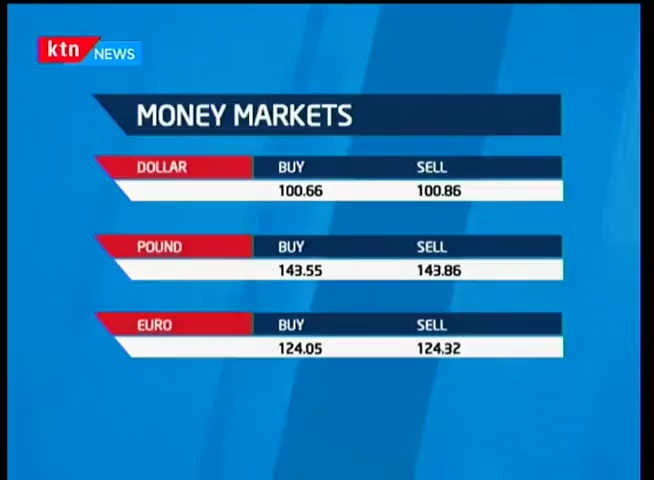 ktn NEWS
MONEY MARKETS
DOLLAR BUY SELL
100.66 100.86
POUND BUY SELL
143.55 143.86
EURO BUY SELL
124.05 124.32